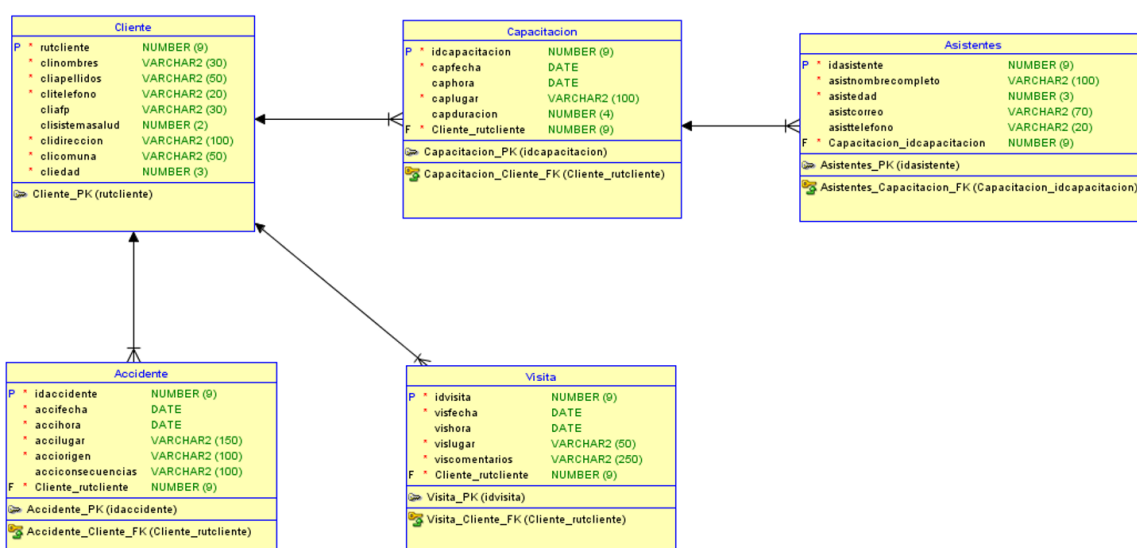 Cliente
P * rutcliente NUMBER (9)
* clinombres VARCHAR2 (30)
* cliapellidos VARCHAR2 (50)
* clitelefono VARCHAR2 (20)
cliafp VARCHAR2 (30)
clisistemasalud NUMBER (2)
* clidireccion VARCHAR2 (100)
* clicomuna VARCHAR2 (50)
* cliedad NUMBER (3)
Cliente_PK (rutcliente)
Capacitacion
P * idcapacitacion NUMBER (9)
* capfecha DATE
caphora DATE
* caplugar VARCHAR2 (100)
capduracion NUMBER (4)
F * Cliente_rutcliente NUMBER (9)
Capacitacion_PK (idcapacitacion)
Capacitacion_Cliente_FK (Cliente_rutcliente)
Asistentes
P * idasistente NUMBER (9)
* asistnombrecompleto VARCHAR2 (100)
* asistedad NUMBER (3)
asistcorreo VARCHAR2 (70)
asisttelefono VARCHAR2 (20)
F * Capacitacion_idcapacitacion NUMBER (9)
Asistentes_PK (idasistente)
Asistentes_Capacitacion_FK (Capacitacion_idcapacitacion)
Accidente
P * idaccidente NUMBER (9)
* accifecha DATE
* accihora DATE
* accilugar VARCHAR2 (150)
* acciorigen VARCHAR2 (100)
acciconsecuencias VARCHAR2 (100)
F * Cliente_rutcliente NUMBER (9)
Accidente_PK (idaccidente)
Accidente_Cliente_FK (Cliente_rutcliente)
Visita
P * idvisita NUMBER (9)
* visfecha DATE
vishora DATE
* vislugar VARCHAR2 (50)
* viscomentarios VARCHAR2 (250)
F * Cliente_rutcliente NUMBER (9)
Visita_PK (idvisita)
Visita_Cliente_FK (Cliente_rutcliente)